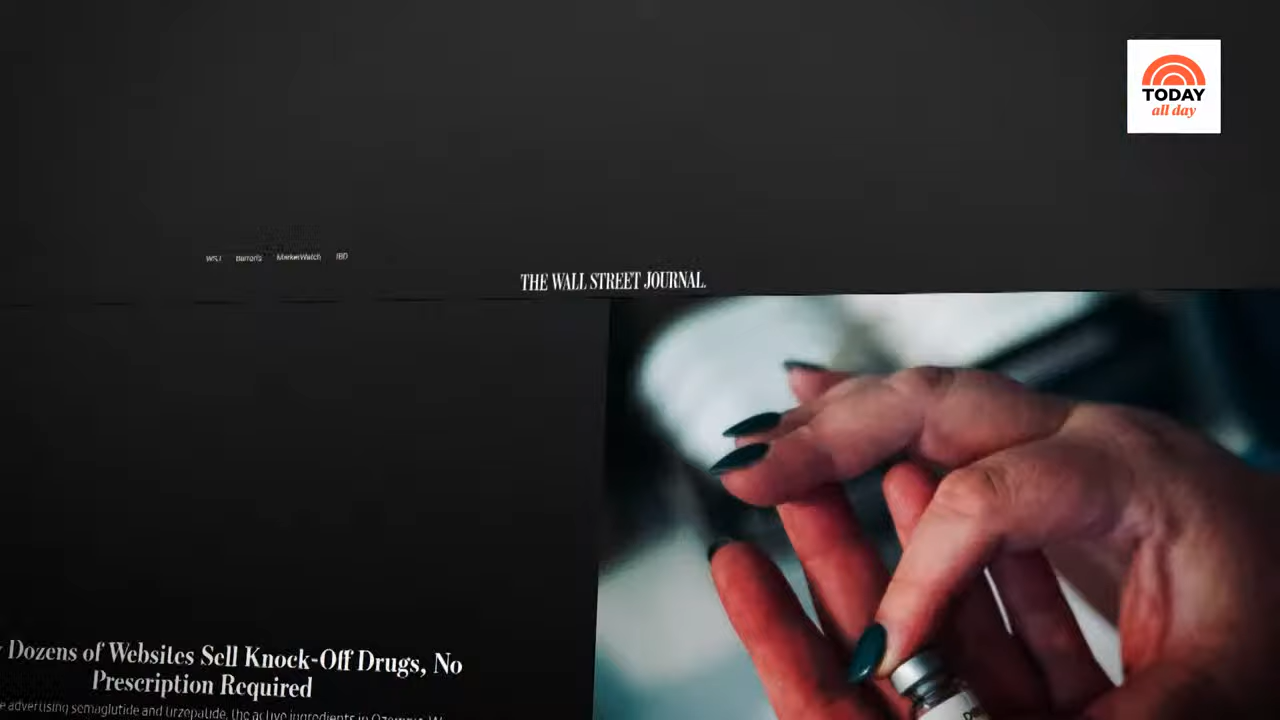 TODAY
all day
WSJ Barron's MarketWatch IBD
THE WALL STREET JOURNAL.
Dozens of Websites Sell Knock-Off Drugs, No
Prescription Required
advertising semaglutide and tirzepatide, the active ingredients in Ozempic